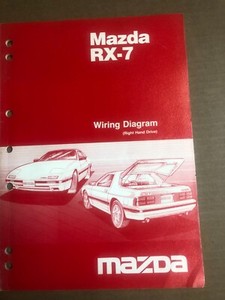 Mazda
RX-7
Wiring Diagram
(Right Hand Drive)
mazda